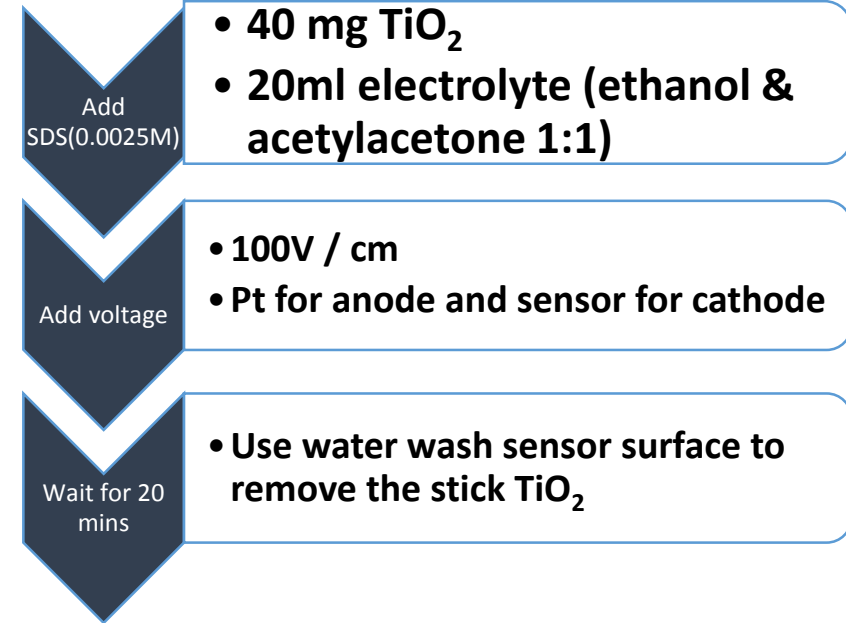 Add
SDS(0.0025M)
• 40 mg TiO₂
• 20ml electrolyte (ethanol &
acetylacetone 1:1)
Add voltage
• 100V / cm
• Pt for anode and sensor for cathode
Wait for 20
mins
• Use water wash sensor surface to
remove the stick TiO₂